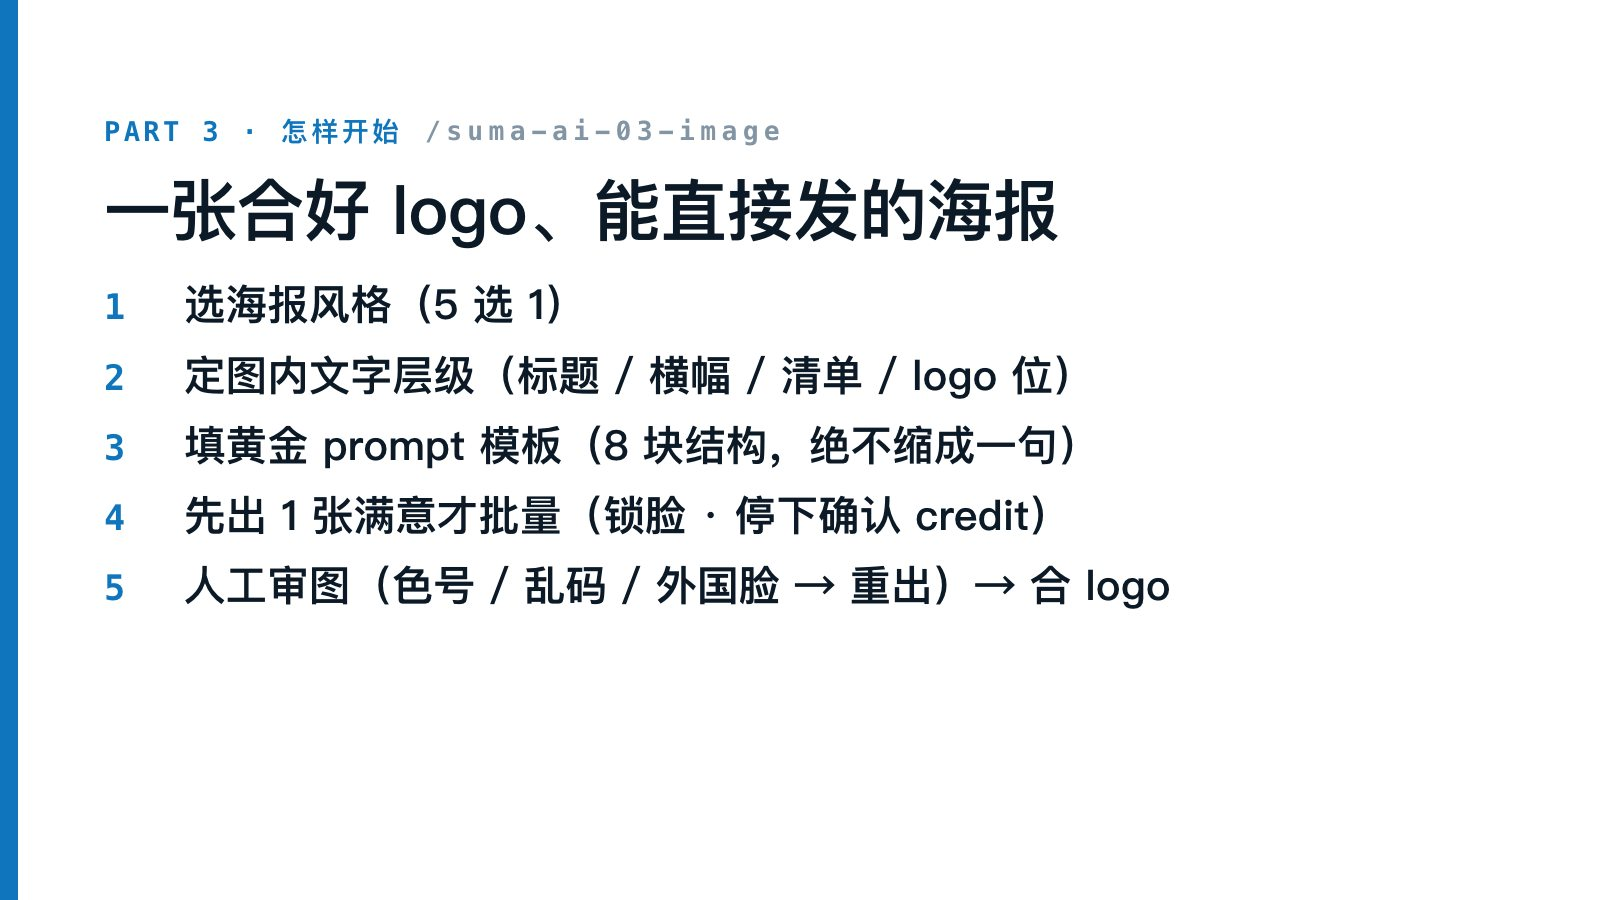 PART 3 · 怎样开始 /suma-ai-03-image
一张合好 logo、能直接发的海报
1 选海报风格（5 选 1）
2 定图内文字层级（标题 / 横幅 / 清单 / logo 位）
3 填黄金 prompt 模板（8 块结构，绝不缩成一句）
4 先出 1 张满意才批量（锁脸 · 停下确认 credit）
5 人工审图（色号 / 乱码 / 外国脸 → 重出）→ 合 logo